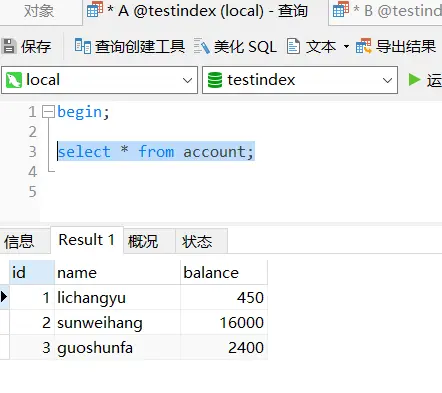 对象
* A @testindex (local) - 查询
* B @testind
保存
查询创建工具
美化 SQL
文本
导出结果
local
testindex
运
1 begin;
2
3 select * from account;
4
5
信息
Result 1
概况
状态
id name balance
1 lichangyu 450
2 sunweihang 16000
3 guoshunfa 2400